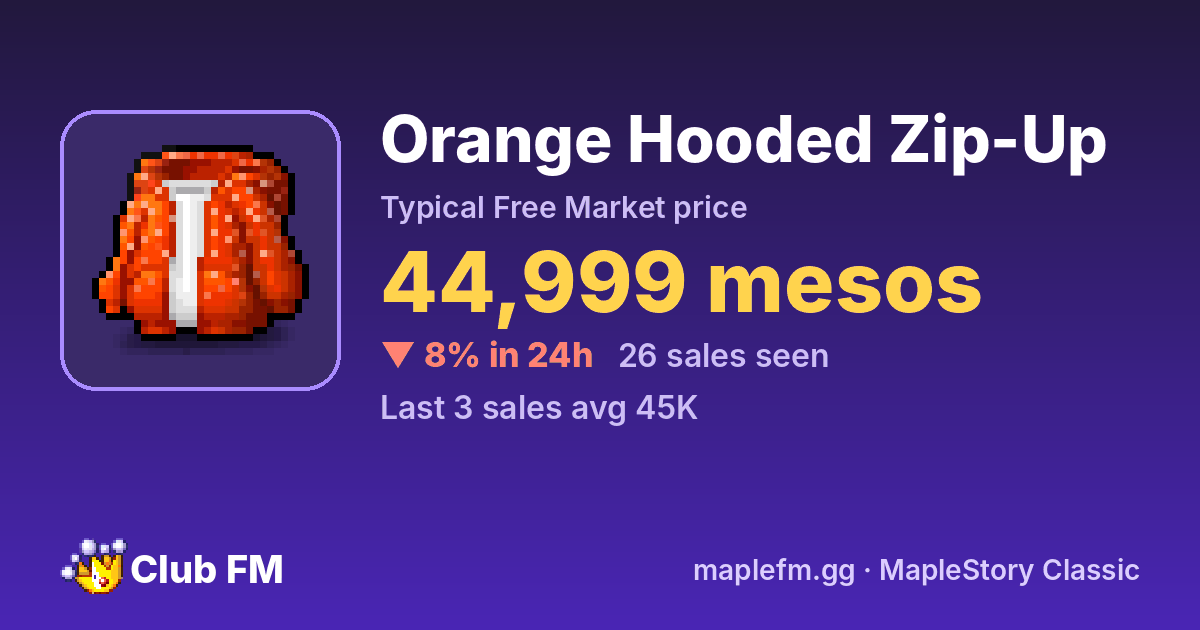 Orange Hooded Zip-Up
Typical Free Market price
44,999 mesos
▼ 8% in 24h 26 sales seen
Last 3 sales avg 45K
Club FM
maplefm.gg · MapleStory Classic